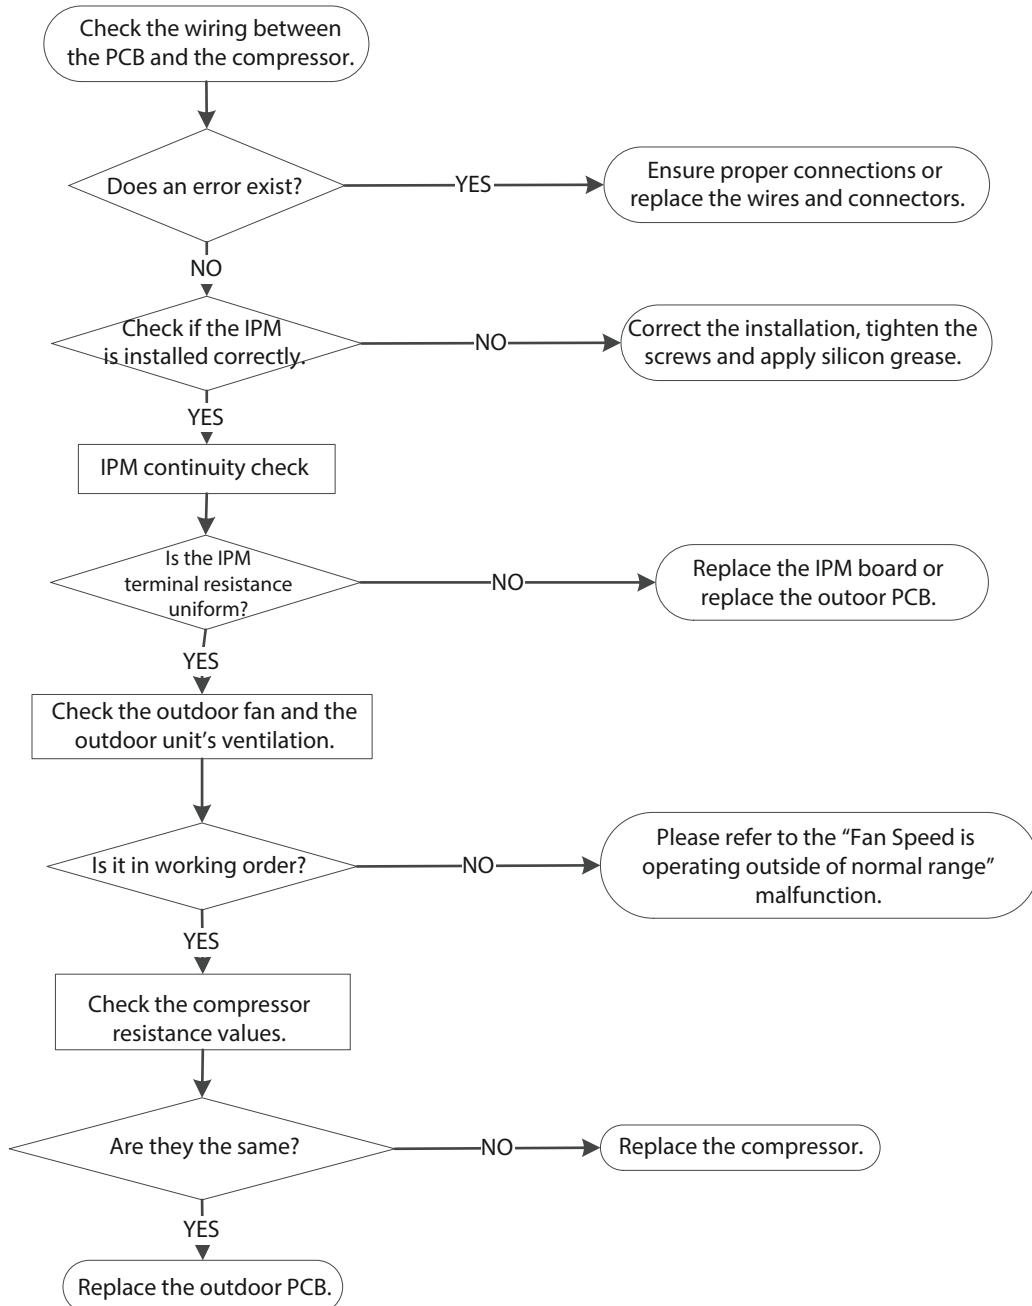 Check the wiring between
the PCB and the compressor.
Does an error exist?
YES
Ensure proper connections or
replace the wires and connectors.
NO
Check if the IPM
is installed correctly.
NO
Correct the installation, tighten the
screws and apply silicon grease.
YES
IPM continuity check
Is the IPM
terminal resistance
uniform?
NO
Replace the IPM board or
replace the outoor PCB.
YES
Check the outdoor fan and the
outdoor unit’s ventilation.
Is it in working order?
NO
Please refer to the “Fan Speed is
operating outside of normal range”
malfunction.
YES
Check the compressor
resistance values.
Are they the same?
NO
Replace the compressor.
YES
Replace the outdoor PCB.